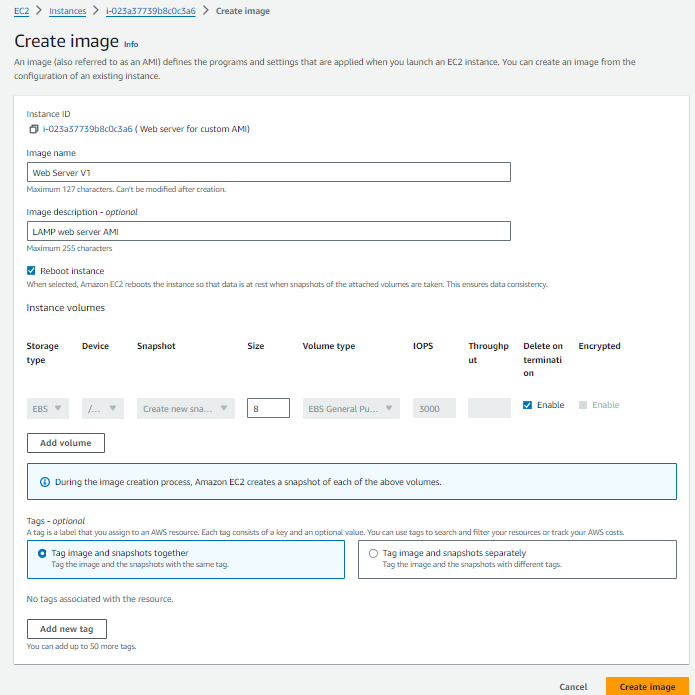 EC2 > Instances > i-023a37739b8c0c3a6 > Create image
Create image Info
An image (also referred to as an AMI) defines the programs and settings that are applied when you launch an EC2 instance. You can create an image from the
configuration of an existing instance.
Instance ID
i-023a37739b8c0c3a6 ( Web server for custom AMI)
Image name
Web Server V1
Maximum 127 characters. Can't be modified after creation.
Image description - optional
LAMP web server AMI
Maximum 255 characters
Reboot instance
When selected, Amazon EC2 reboots the instance so that data is at rest when snapshots of the attached volumes are taken. This ensures data consistency.
Instance volumes
Storage Device Snapshot Size Volume type IOPS Throughp Delete on Encrypted
type ut terminati
on
EBS /... Create new sna... 8 EBS General Pu... 3000 Enable Enable
Add volume
During the image creation process, Amazon EC2 creates a snapshot of each of the above volumes.
Tags - optional
A tag is a label that you assign to an AWS resource. Each tag consists of a key and an optional value. You can use tags to search and filter your resources or track your AWS costs.
Tag image and snapshots together Tag image and snapshots separately
Tag the image and the snapshots with the same tag. Tag the image and the snapshots with different tags.
No tags associated with the resource.
Add new tag
You can add up to 50 more tags.
Cancel Create image